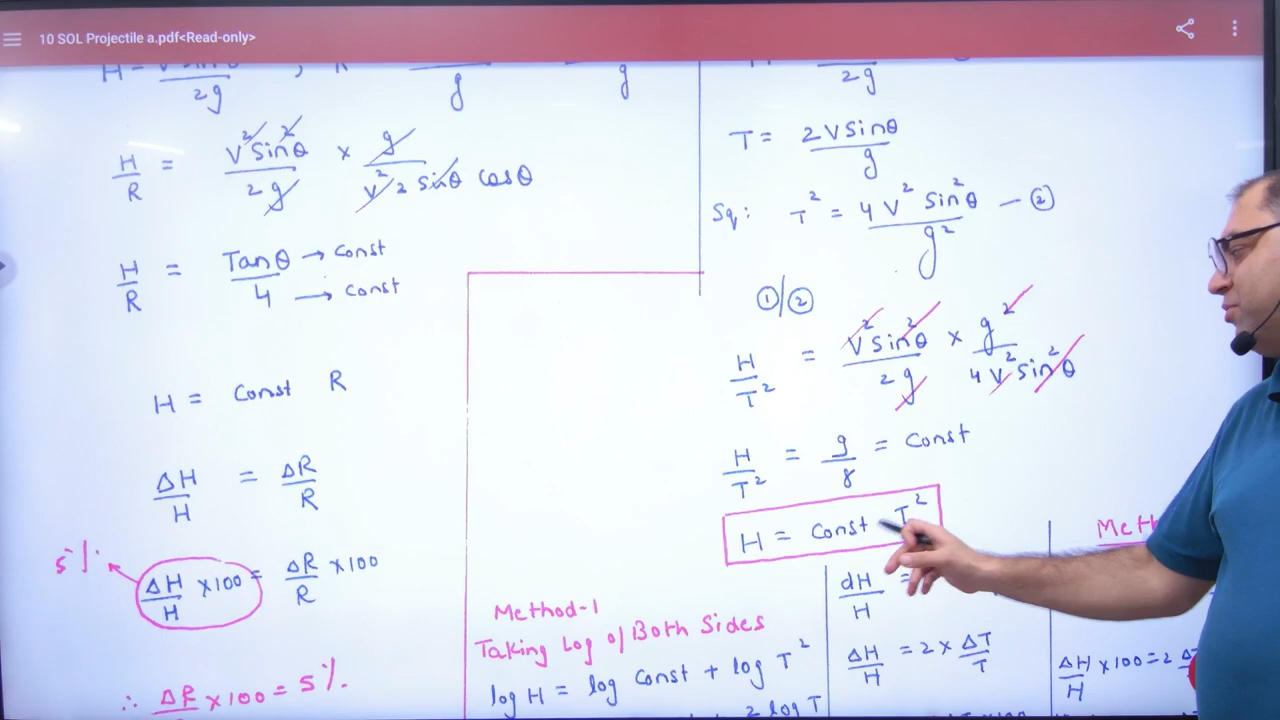 10 SOL Projectile a.pdf<Read-only>
2g
g
g
H/R = V² Sin²θ / 2g × g / V² 2 Sinθ Cosθ
H/R = Tanθ → Const / 4 → Const
H = Const R
ΔH/H = ΔR/R
5% ΔH/H ×100 = ΔR/R ×100
∴ ΔR ×100 = 5%.
2g
T = 2VSinθ / g
Sq: T² = 4V² Sin²θ / g² — ②
①/②
H/T² = V² Sin²θ / 2g × g² / 4V² Sin²θ
H/T² = g/8 = Const
H = Const T²
Method-1
Taking Log of Both Sides
log H = log Const + log T²
2 log T
dH/H =
ΔH/H = 2 × ΔT/T
ΔH/H ×100 = 2